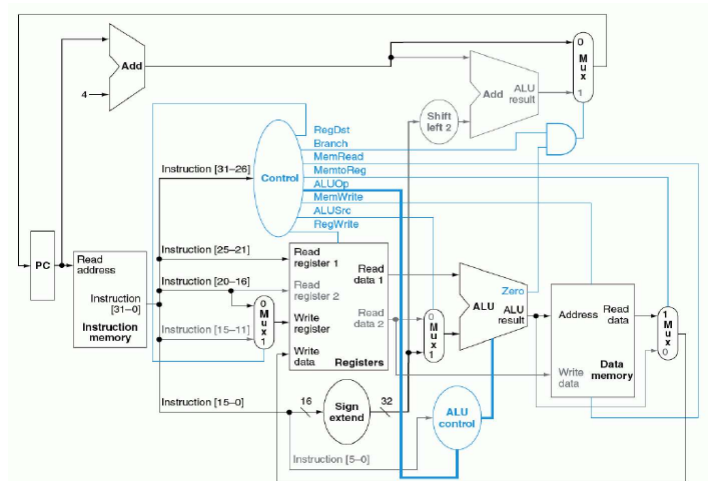 0
M
u
x
1
Add
4
Add
ALU
result
Shift
left 2
RegDst
Branch
MemRead
MemtoReg
ALUOp
MemWrite
ALUSrc
RegWrite
Control
Instruction [31–26]
Instruction [25–21]
Instruction [20–16]
Instruction [15–11]
Instruction [15–0]
Instruction [5–0]
PC
Read
address
Instruction
[31–0]
Instruction
memory
0
M
u
x
1
Read
register 1
Read
register 2
Write
register
Write
data
Read
data 1
Read
data 2
Registers
0
M
u
x
1
Zero
ALU
ALU
result
Address
Read
data
Write
data
Data
memory
1
M
u
x
0
16
Sign
extend
32
ALU
control